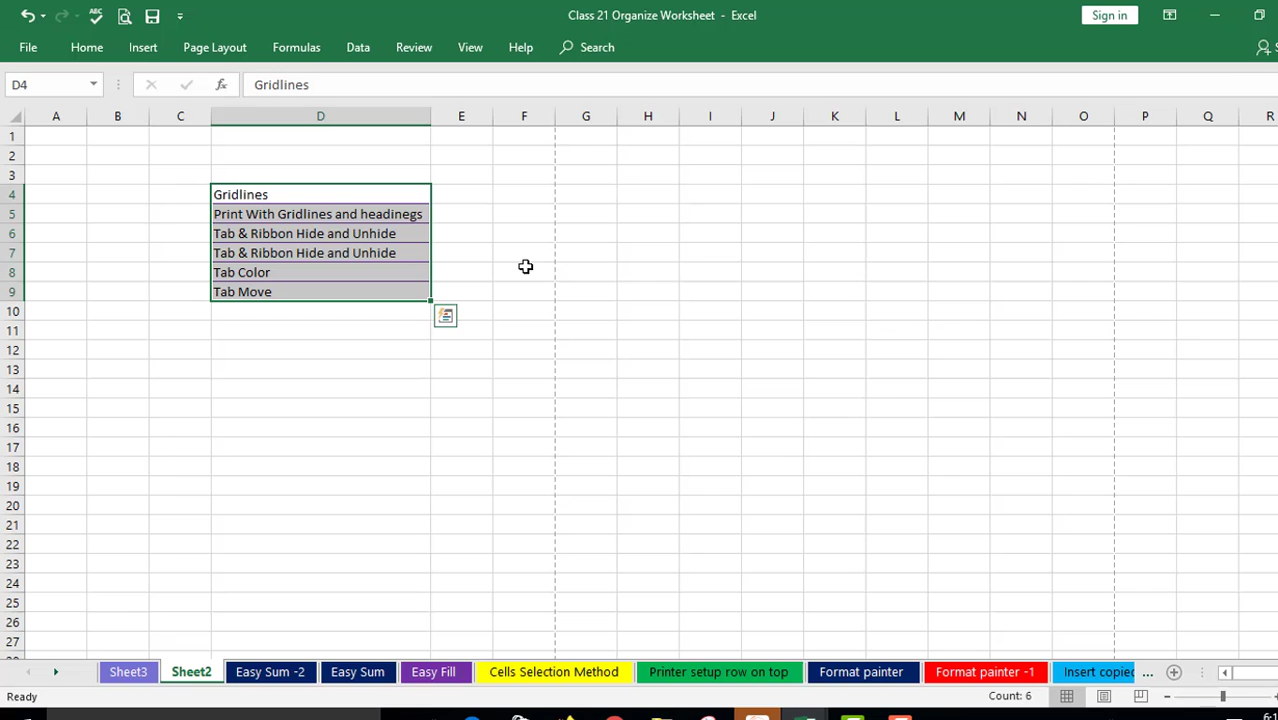 Class 21 Organize Worksheet - Excel
Sign in
File Home Insert Data Page Layout Formulas Data Review View Help Search
D4 fx Gridlines
A B C D E F G H I J K L M N O P Q R
1
2
3
4 Gridlines
5 Print With Gridlines and headinegs
6 Tab & Ribbon Hide and Unhide
7 Tab & Ribbon Hide and Unhide
8 Tab Color
9 Tab Move
10
11
12
13
14
15
16
17
18
19
20
21
22
23
24
25
26
27
Sheet3 Sheet2 Easy Sum -2 Easy Sum Easy Fill Cells Selection Method Printer setup row on top Format painter Format painter -1 Insert copied ...
Ready Count: 6